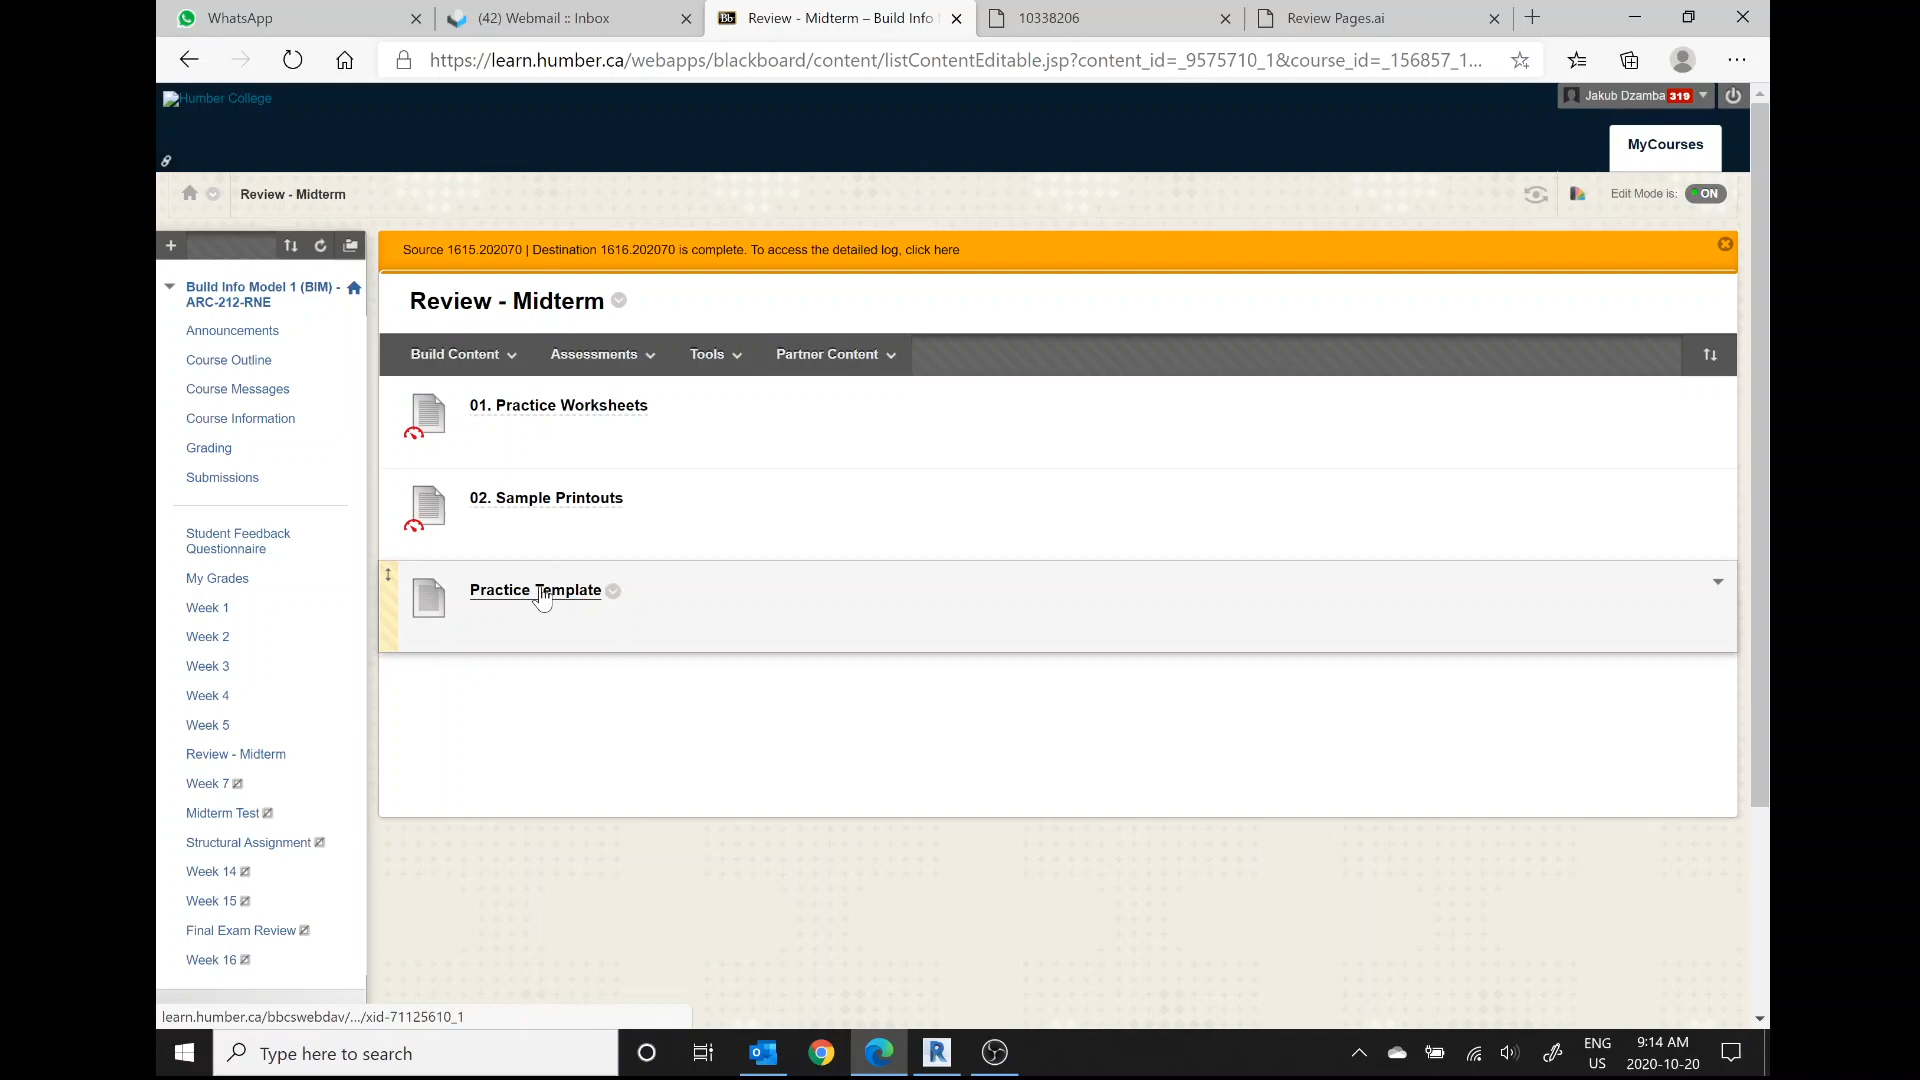 WhatsApp
(42) Webmail :: Inbox
Bb Review - Midterm – Build Info
10338206
Review Pages.ai
https://learn.humber.ca/webapps/blackboard/content/listContentEditable.jsp?content_id=_9575710_1&course_id=_156857_1...
Humber College
Jakub Dzamba 319
MyCourses
Review - Midterm
Edit Mode is: ON
Source 1615.202070 | Destination 1616.202070 is complete. To access the detailed log, click here
Build Info Model 1 (BIM) -
ARC-212-RNE
Announcements
Course Outline
Course Messages
Course Information
Grading
Submissions
Student Feedback
Questionnaire
My Grades
Week 1
Week 2
Week 3
Week 4
Week 5
Review - Midterm
Week 7
Midterm Test
Structural Assignment
Week 14
Week 15
Final Exam Review
Week 16
Review - Midterm
Build Content
Assessments
Tools
Partner Content
01. Practice Worksheets
02. Sample Printouts
Practice Template
learn.humber.ca/bbcswebdav/.../xid-71125610_1
Type here to search
R
ENG
US
9:14 AM
2020-10-20